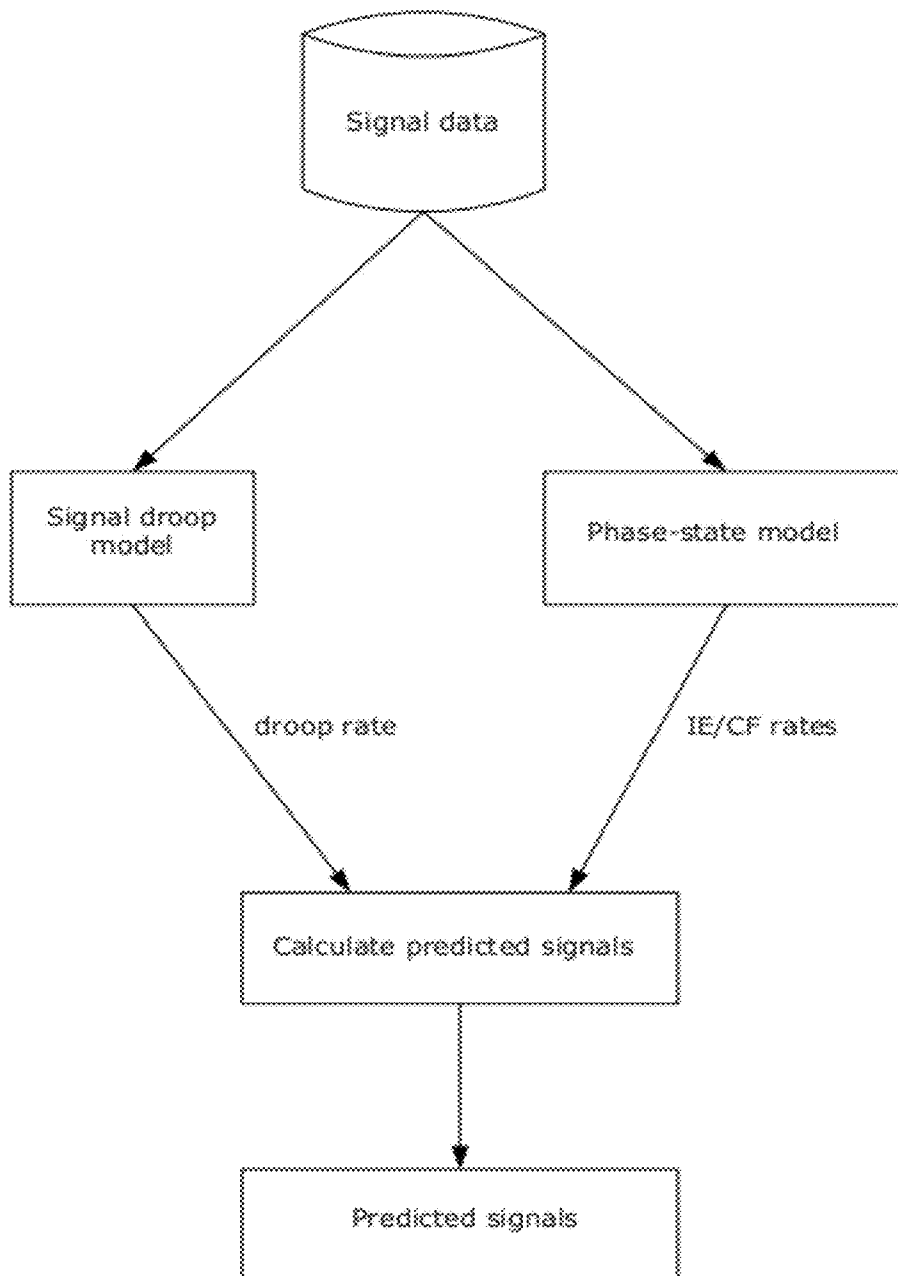 Signal data
Signal droop
model
Phase-state model
droop rate
IE/CF rates
Calculate predicted signals
Predicted signals